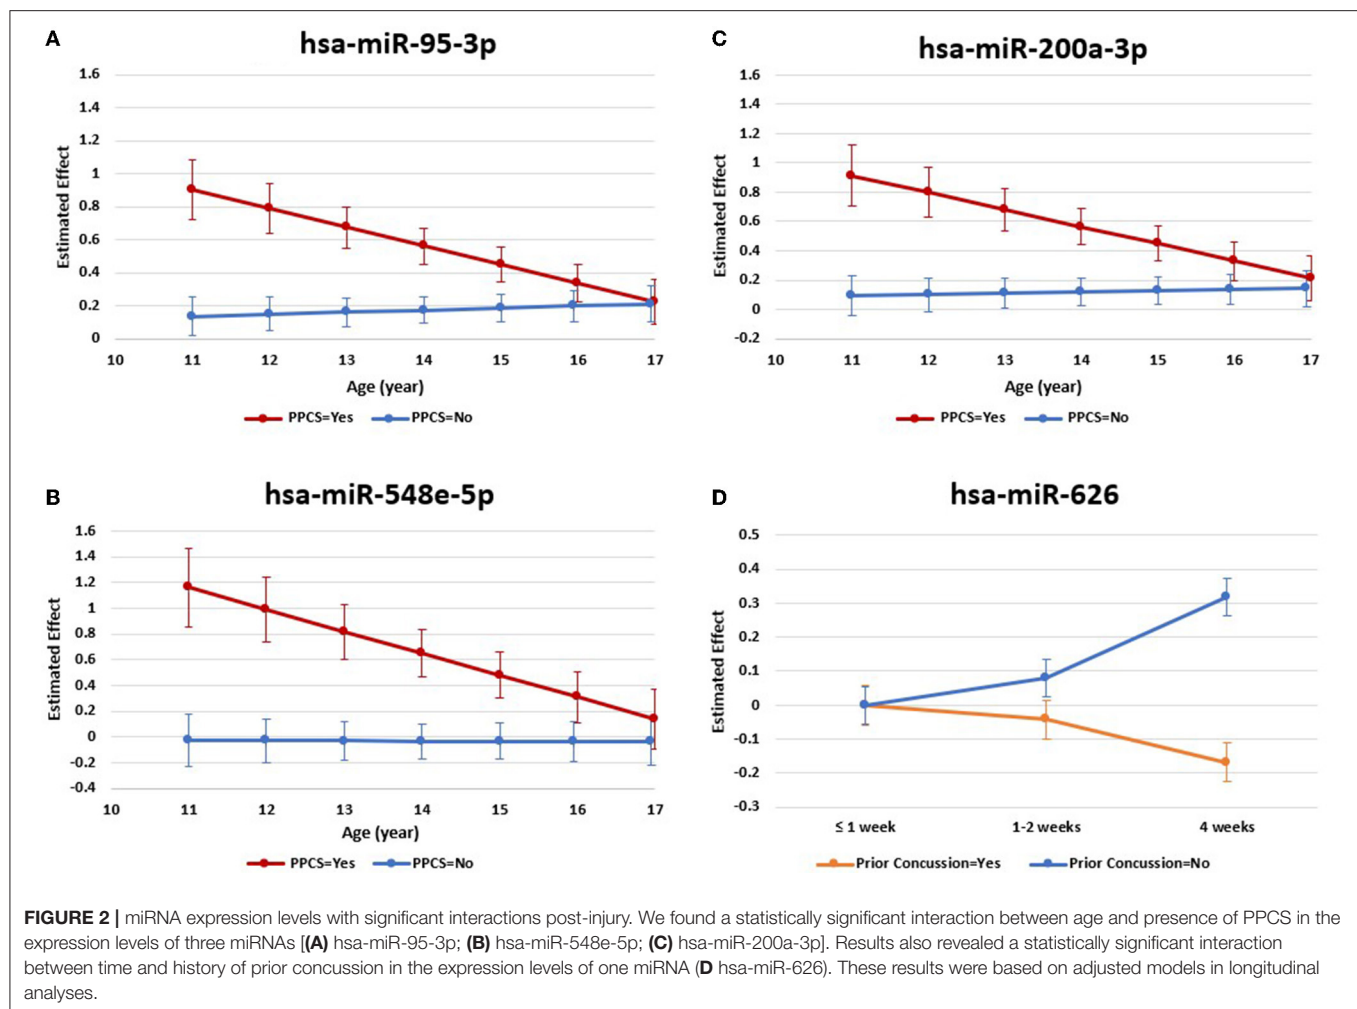 A
hsa-miR-95-3p
1.6
1.4
1.2
1
0.8
0.6
0.4
0.2
0
Estimated Effect
10 11 12 13 14 15 16 17
Age (year)
PPCS=Yes PPCS=No
C
hsa-miR-200a-3p
1.6
1.4
1.2
1
0.8
0.6
0.4
0.2
0
-0.2
Estimated Effect
10 11 12 13 14 15 16 17
Age (year)
PPCS=Yes PPCS=No
B
hsa-miR-548e-5p
1.6
1.4
1.2
1
0.8
0.6
0.4
0.2
0
-0.2
-0.4
Estimated Effect
10 11 12 13 14 15 16 17
Age (year)
PPCS=Yes PPCS=No
D
hsa-miR-626
0.5
0.4
0.3
0.2
0.1
0
-0.1
-0.2
-0.3
Estimated Effect
≤ 1 week 1-2 weeks 4 weeks
Prior Concussion=Yes Prior Concussion=No
FIGURE 2 | miRNA expression levels with significant interactions post-injury. We found a statistically significant interaction between age and presence of PPCS in the
expression levels of three miRNAs [(A) hsa-miR-95-3p; (B) hsa-miR-548e-5p; (C) hsa-miR-200a-3p]. Results also revealed a statistically significant interaction
between time and history of prior concussion in the expression levels of one miRNA (D hsa-miR-626). These results were based on adjusted models in longitudinal
analyses.